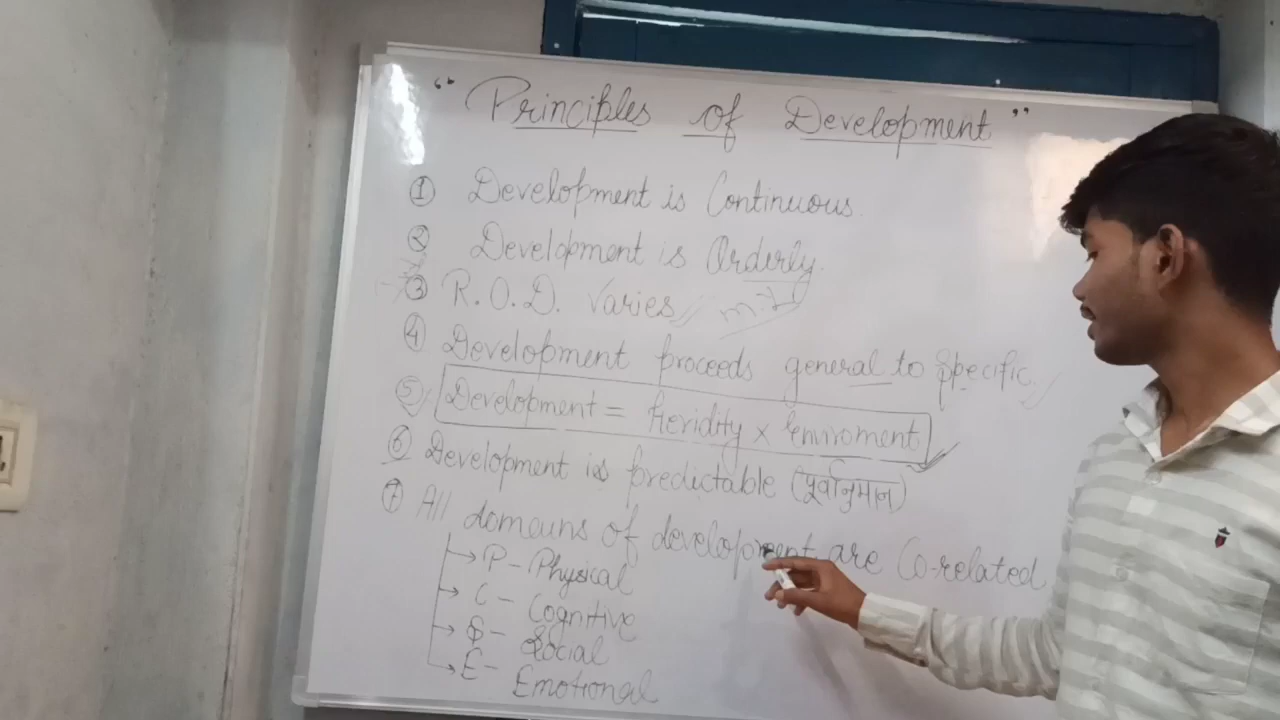 “ Principles of Development ”
① Development is Continuous.
② Development is Orderly.
③ R.O.D. varies
④ Development proceeds general to specific.
⑤ Development = Heridity x enviroment
⑥ Development is predictable (पूर्वानुमान)
⑦ All domains of development are Co-related
P - Physical
C - Cognitive
S - Social
E - Emotional